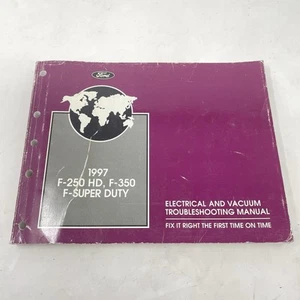 Ford
1997
F-250 HD, F-350
F-SUPER DUTY
ELECTRICAL AND VACUUM
TROUBLESHOOTING MANUAL
FIX IT RIGHT THE FIRST TIME ON TIME